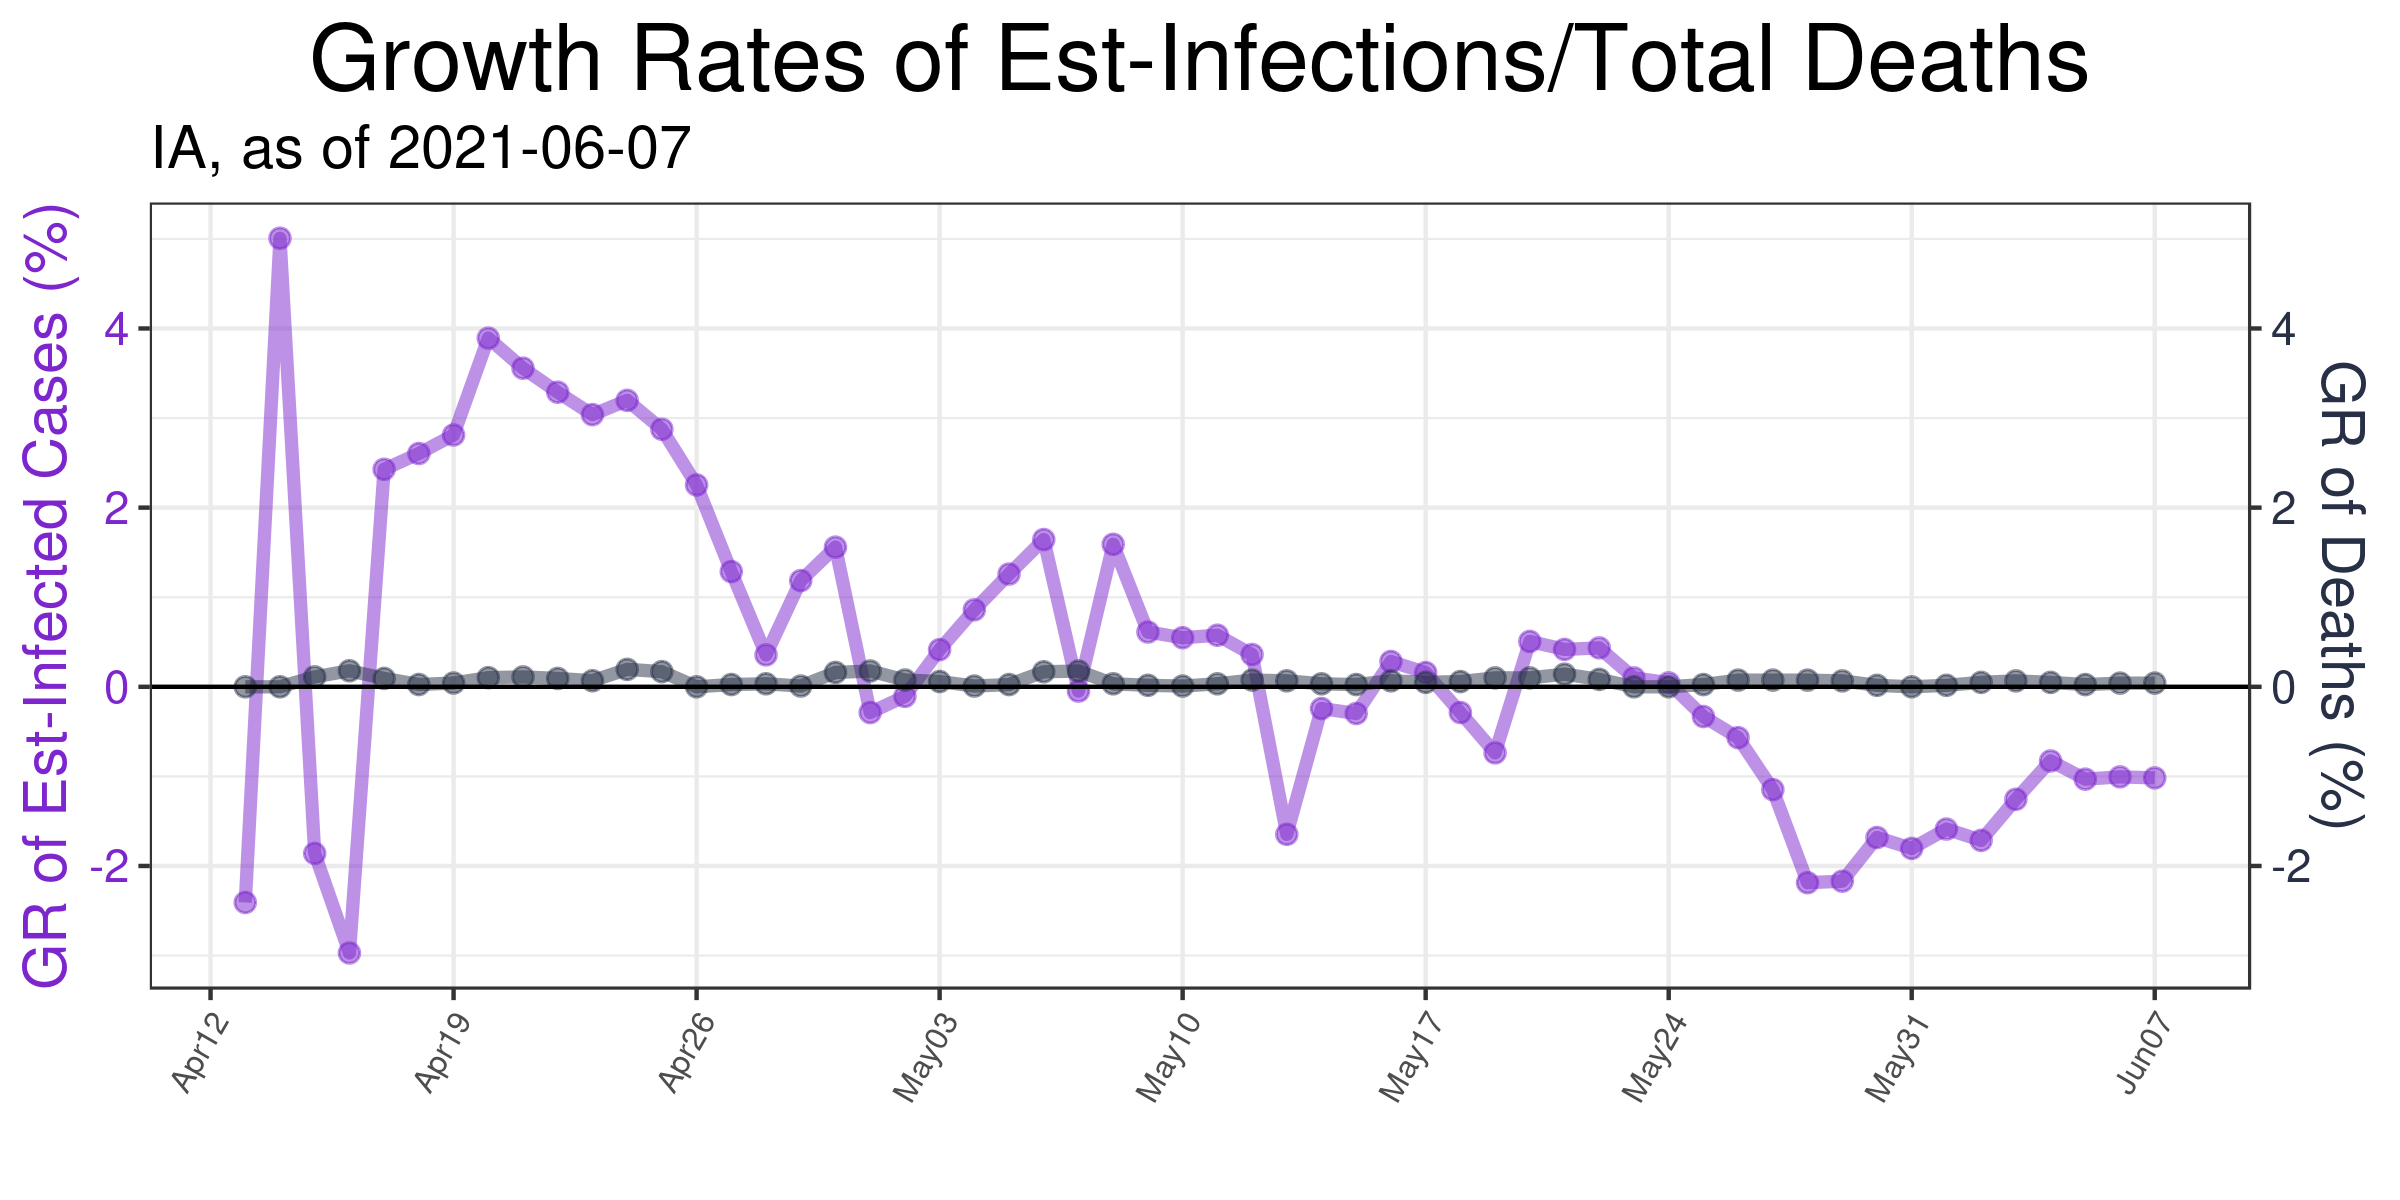 Growth Rates of Est-Infections/Total Deaths
IA, as of 2021-06-07
GR of Est-Infected Cases (%)
4
2
0
-2
4
2
0
-2
GR of Deaths (%)
Apr12
Apr19
Apr26
May03
May10
May17
May24
May31
Jun07